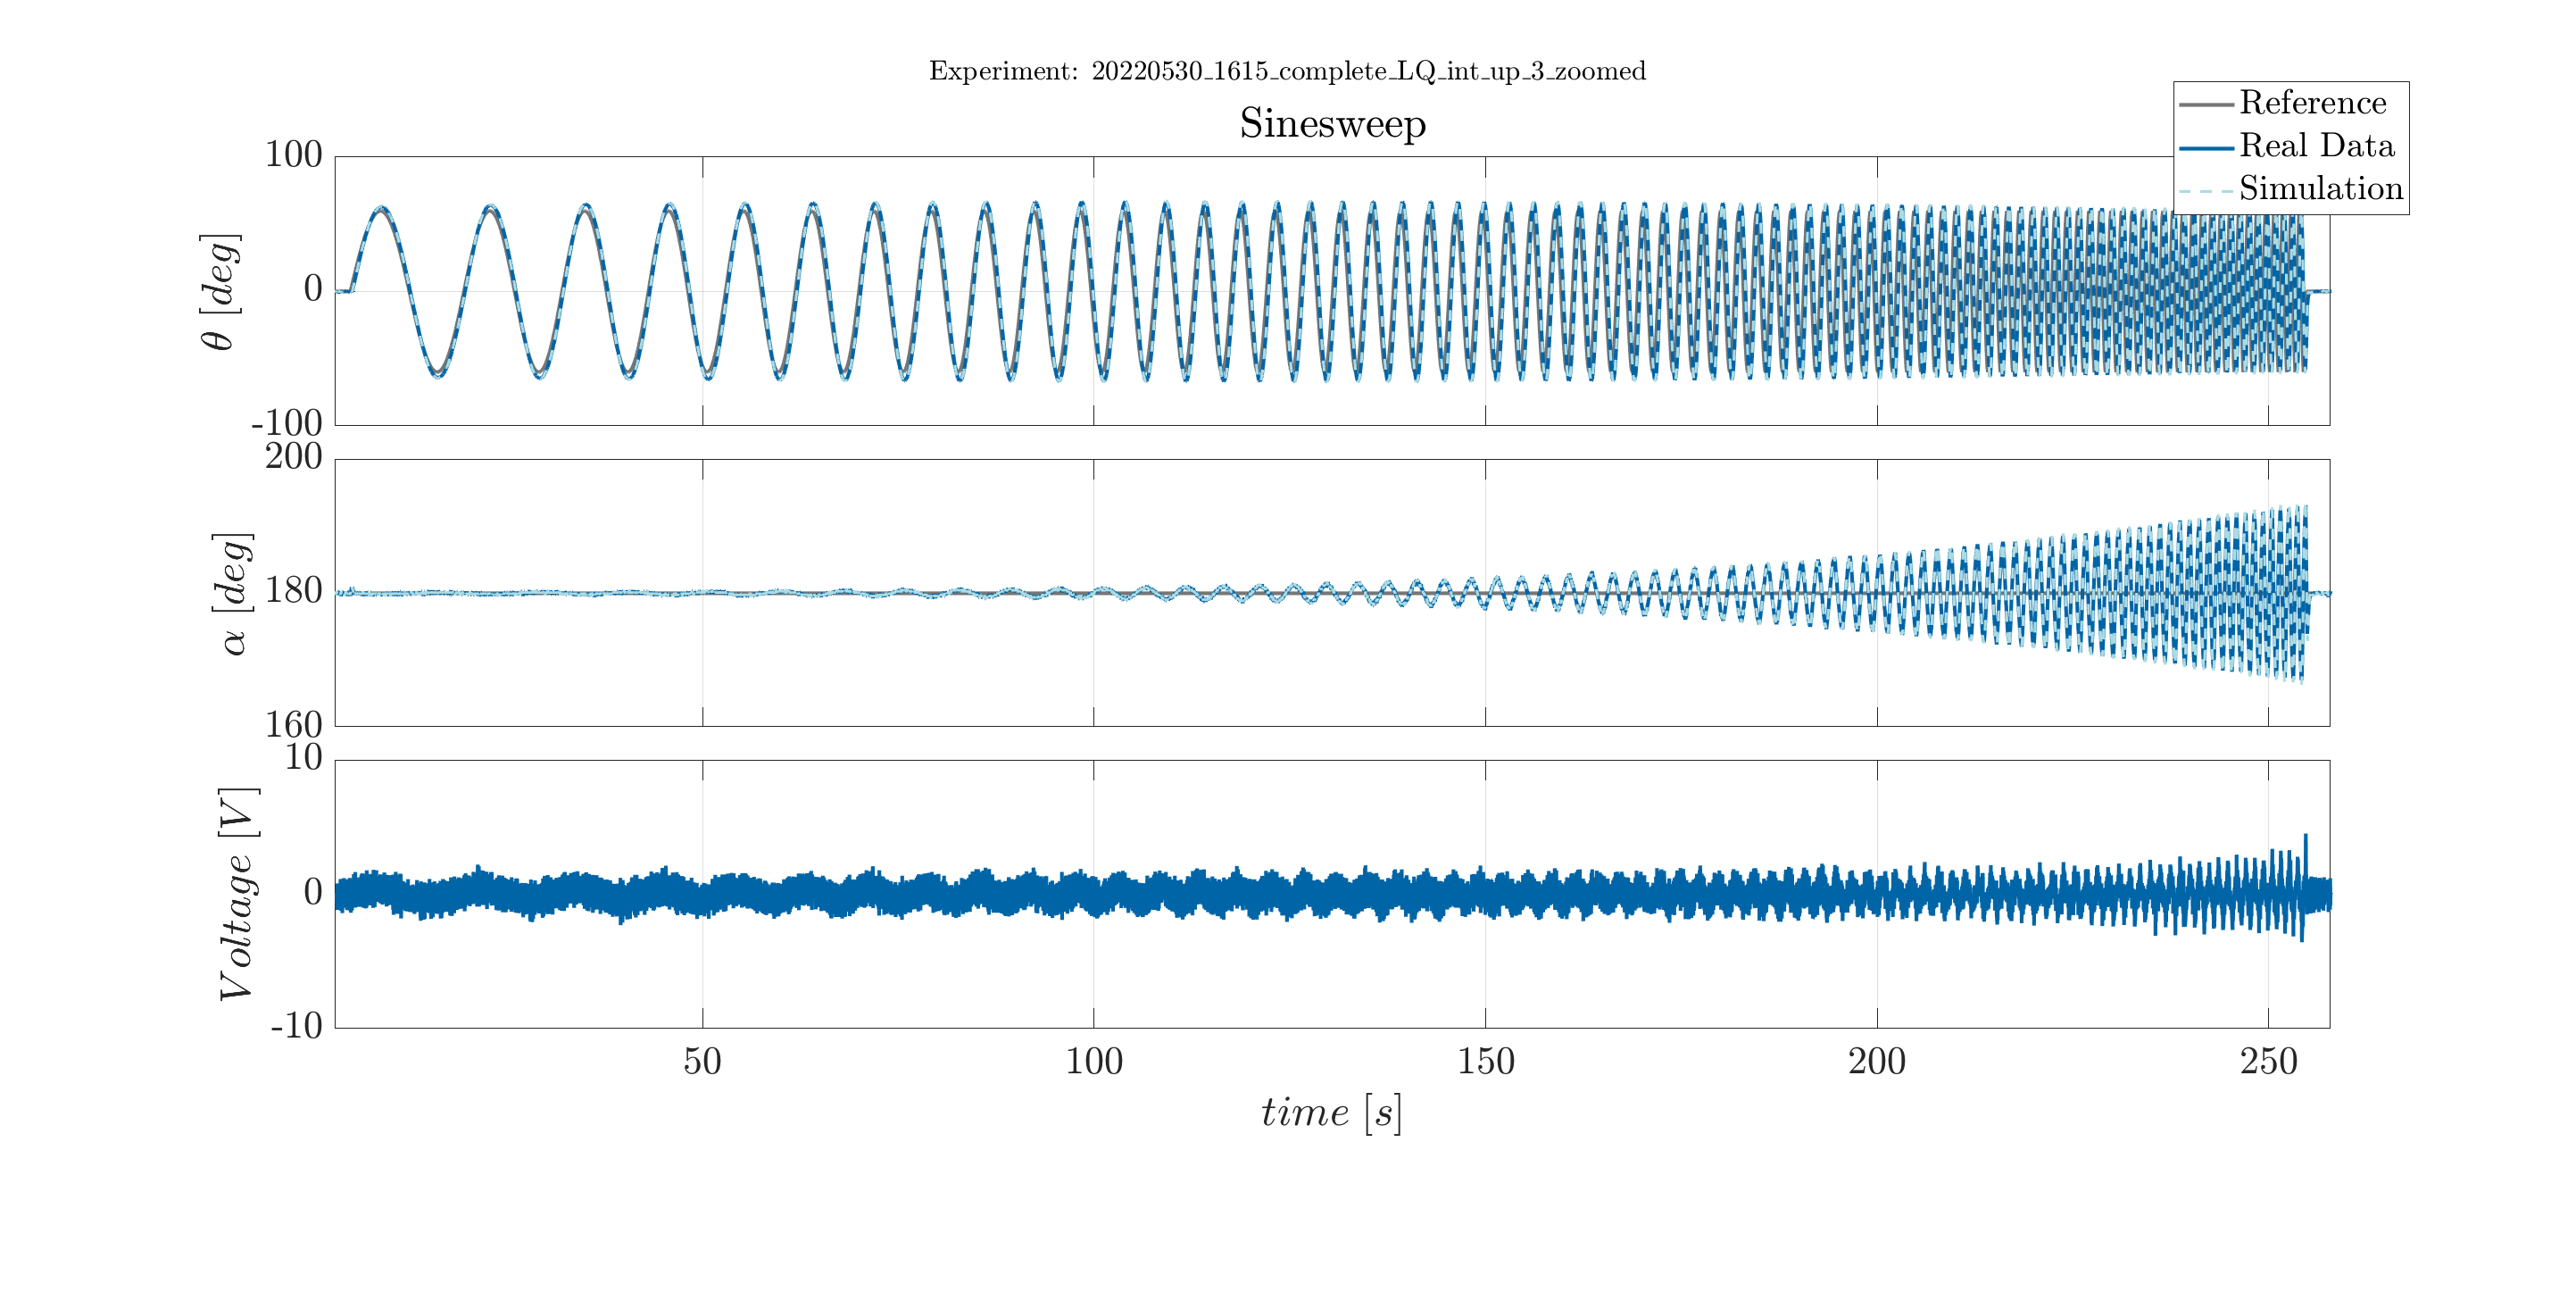 Experiment: 20220530_1615_complete_LQ_int_up_3_zoomed
Sinesweep
Reference
Real Data
Simulation
100
0
-100
θ [deg]
200
180
160
α [deg]
10
0
-10
Voltage [V]
50 100 150 200 250
time [s]